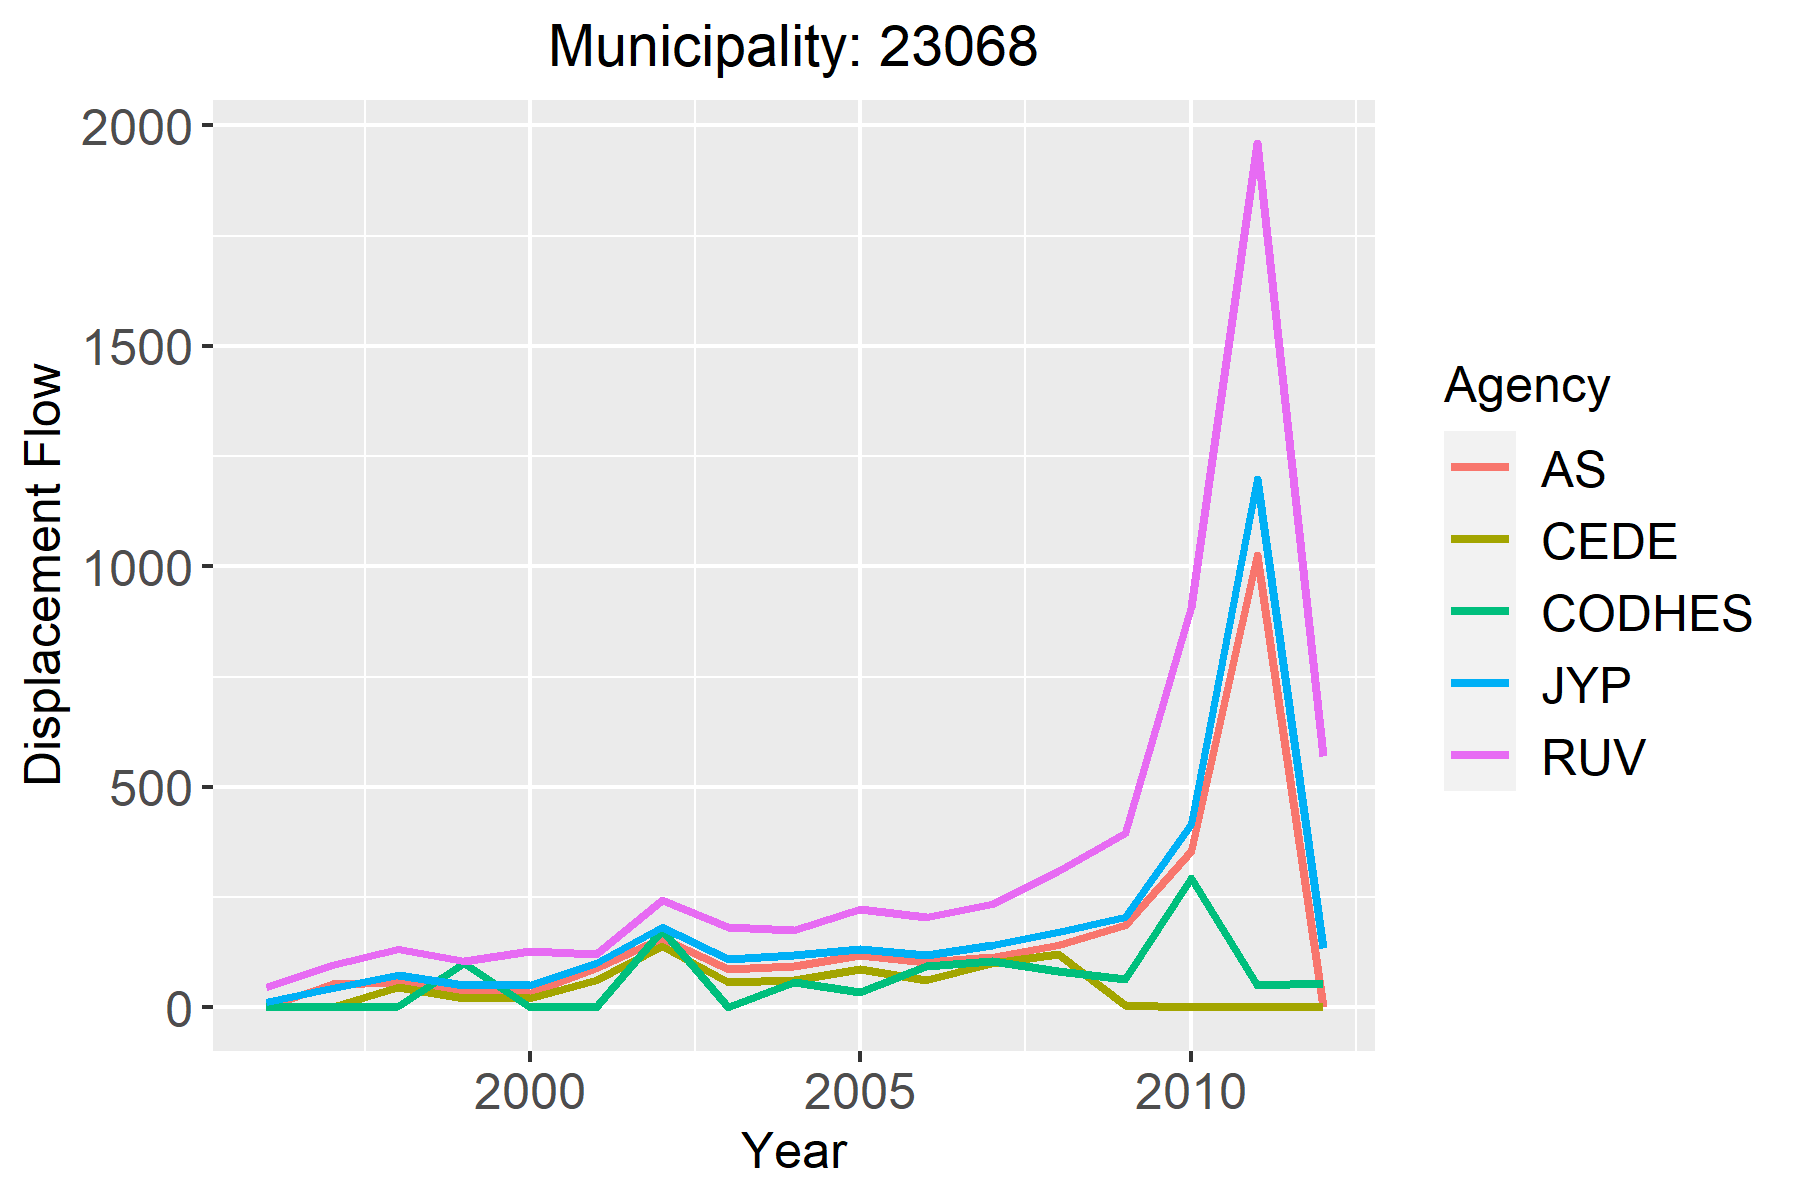 Municipality: 23068
2000
1500
1000
500
0
Displacement Flow
2000 2005 2010
Year
Agency
AS
CEDE
CODHES
JYP
RUV